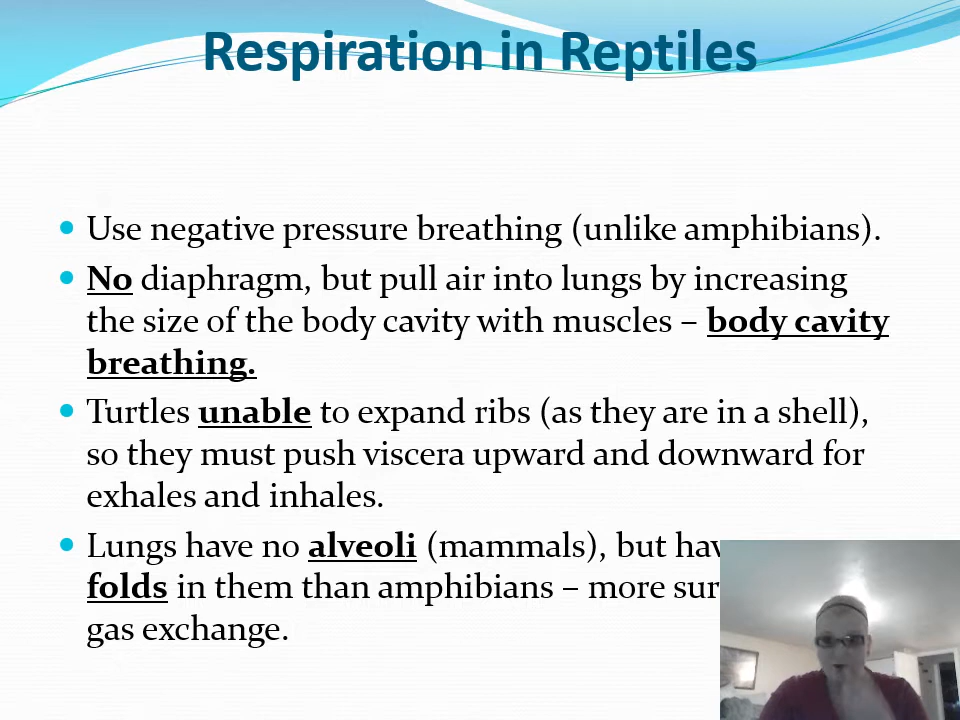 Respiration in Reptiles
• Use negative pressure breathing (unlike amphibians).
• No diaphragm, but pull air into lungs by increasing
the size of the body cavity with muscles – body cavity
breathing.
• Turtles unable to expand ribs (as they are in a shell),
so they must push viscera upward and downward for
exhales and inhales.
• Lungs have no alveoli (mammals), but
folds in them than amphibians – more
gas exchange.